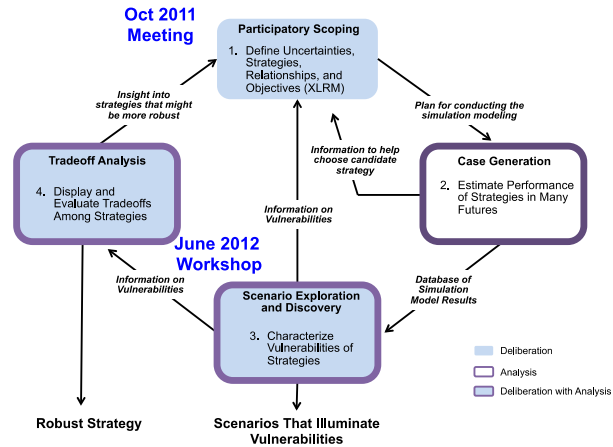 Oct 2011
Meeting
Participatory Scoping
1. Define Uncertainties,
Strategies,
Relationships, and
Objectives (XLRM)
Insight into
strategies that might
be more robust
Plan for conducting the
simulation modeling
Information to help
choose candidate
strategy
Tradeoff Analysis
4. Display and
Evaluate Tradeoffs
Among Strategies
Case Generation
2. Estimate Performance
of Strategies in Many
Futures
Information on
Vulnerabilities
June 2012
Workshop
Information on
Vulnerabilities
Database of
Simulation
Model Results
Scenario Exploration
and Discovery
3. Characterize
Vulnerabilities of
Strategies
Deliberation
Analysis
Deliberation with Analysis
Robust Strategy
Scenarios That Illuminate
Vulnerabilities